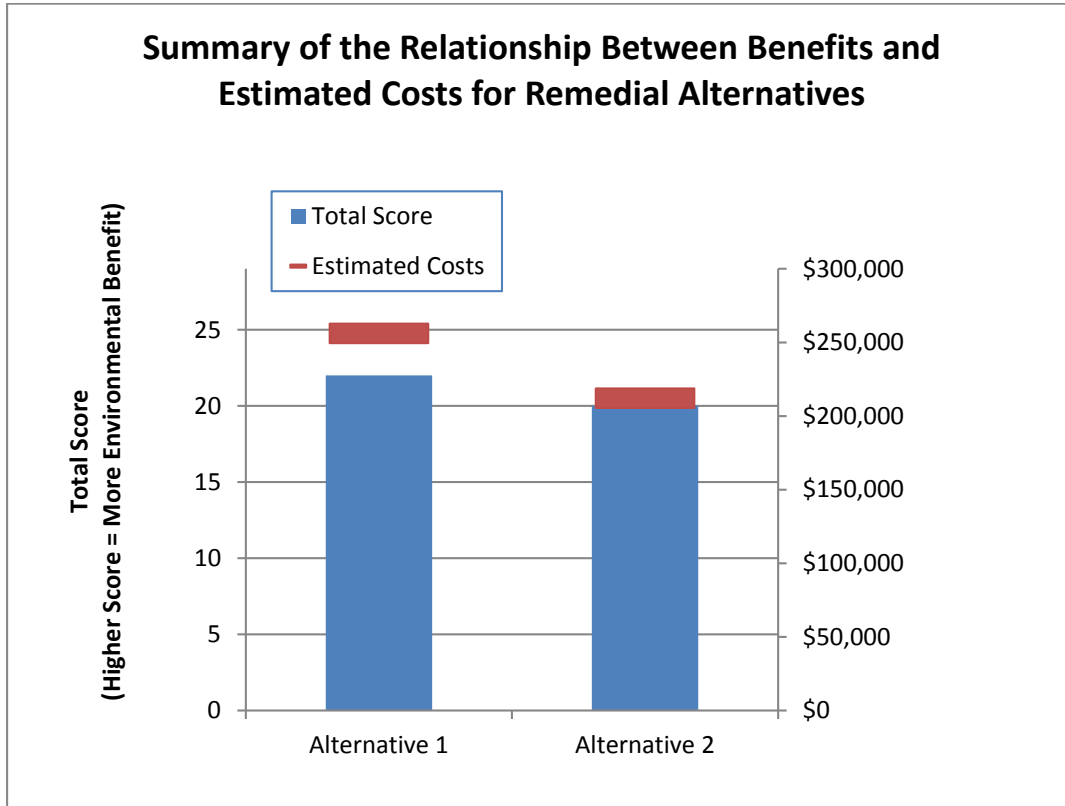 Summary of the Relationship Between Benefits and
Estimated Costs for Remedial Alternatives
Total Score
(Higher Score = More Environmental Benefit)
Total Score
Estimated Costs
25
20
15
10
5
0
$300,000
$250,000
$200,000
$150,000
$100,000
$50,000
$0
Alternative 1
Alternative 2